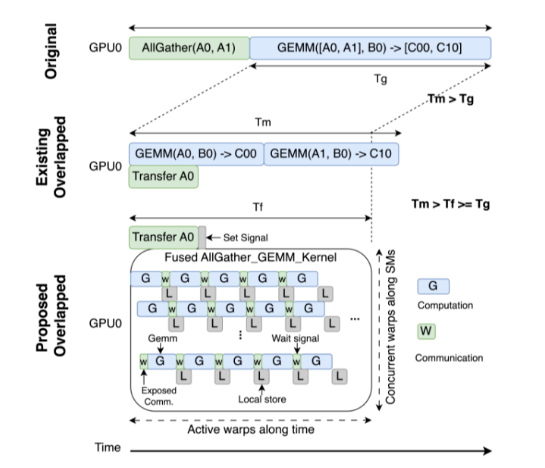 Original
GPU0
AllGather(A0, A1)
GEMM([A0, A1], B0) -> [C00, C10]
Tg
Tm > Tg
Existing
Overlapped
Tm
GPU0
GEMM(A0, B0) -> C00
GEMM(A1, B0) -> C10
Transfer A0
Tm > Tf >= Tg
Tf
Proposed
Overlapped
GPU0
Transfer A0
Set Signal
Fused AllGather_GEMM_Kernel
G W G W G W G W G
L L L L L
G W G W G W G W G
L L L L L
...
Gemm
Wait signal
W G W G W G W G W G
L L L L L
Exposed
Comm.
Local store
Concurrent warps along SMs
G
Computation
W
Communication
Active warps along time
Time